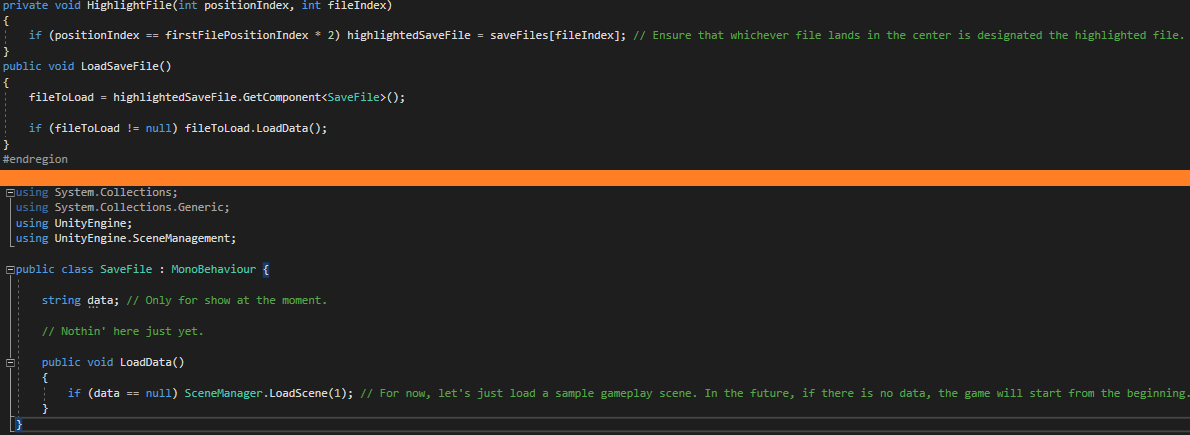 private void HighlightFile(int positionIndex, int fileIndex)
{
if (positionIndex == firstFilePositionIndex * 2) highlightedSaveFile = saveFiles[fileIndex]; // Ensure that whichever file lands in the center is designated the highlighted file.
}
public void LoadSaveFile()
{
fileToLoad = highlightedSaveFile.GetComponent<SaveFile>();
if (fileToLoad != null) fileToLoad.LoadData();
}
#endregion
using System.Collections;
using System.Collections.Generic;
using UnityEngine;
using UnityEngine.SceneManagement;
public class SaveFile : MonoBehaviour {
string data; // Only for show at the moment.
// Nothin' here just yet.
public void LoadData()
{
if (data == null) SceneManager.LoadScene(1); // For now, let's just load a sample gameplay scene. In the future, if there is no data, the game will start from the beginning.
}
}